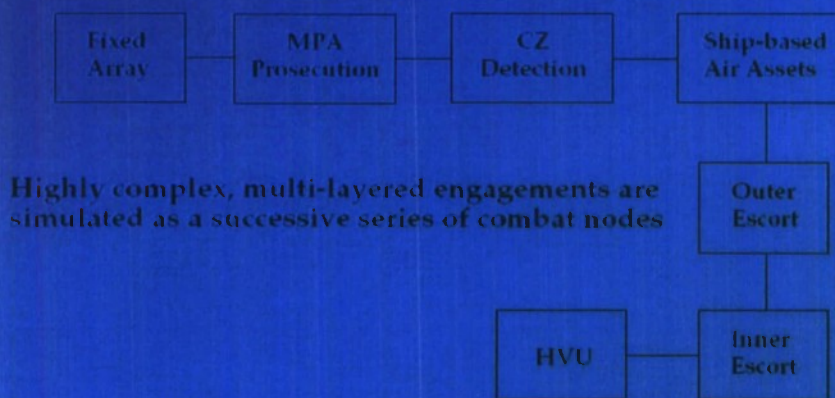 Fixed
Array
MPA
Prosecution
CZ
Detection
Ship-based
Air Assets
Highly complex, multi-layered engagements are
simulated as a successive series of combat nodes
Outer
Escort
Inner
Escort
HVU